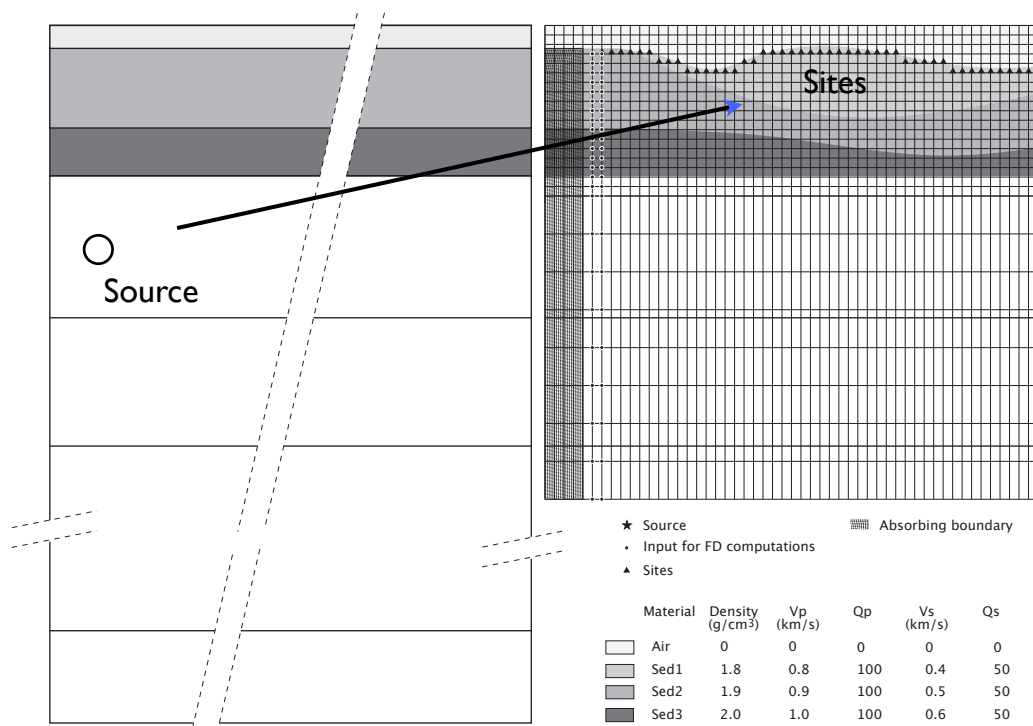 Sites
Source
Source
Absorbing boundary
Input for FD computations
Sites
Material Density Vp Qp Vs Qs
(g/cm3) (km/s) (km/s)
Air 0 0 0 0 0
Sed1 1.8 0.8 100 0.4 50
Sed2 1.9 0.9 100 0.5 50
Sed3 2.0 1.0 100 0.6 50